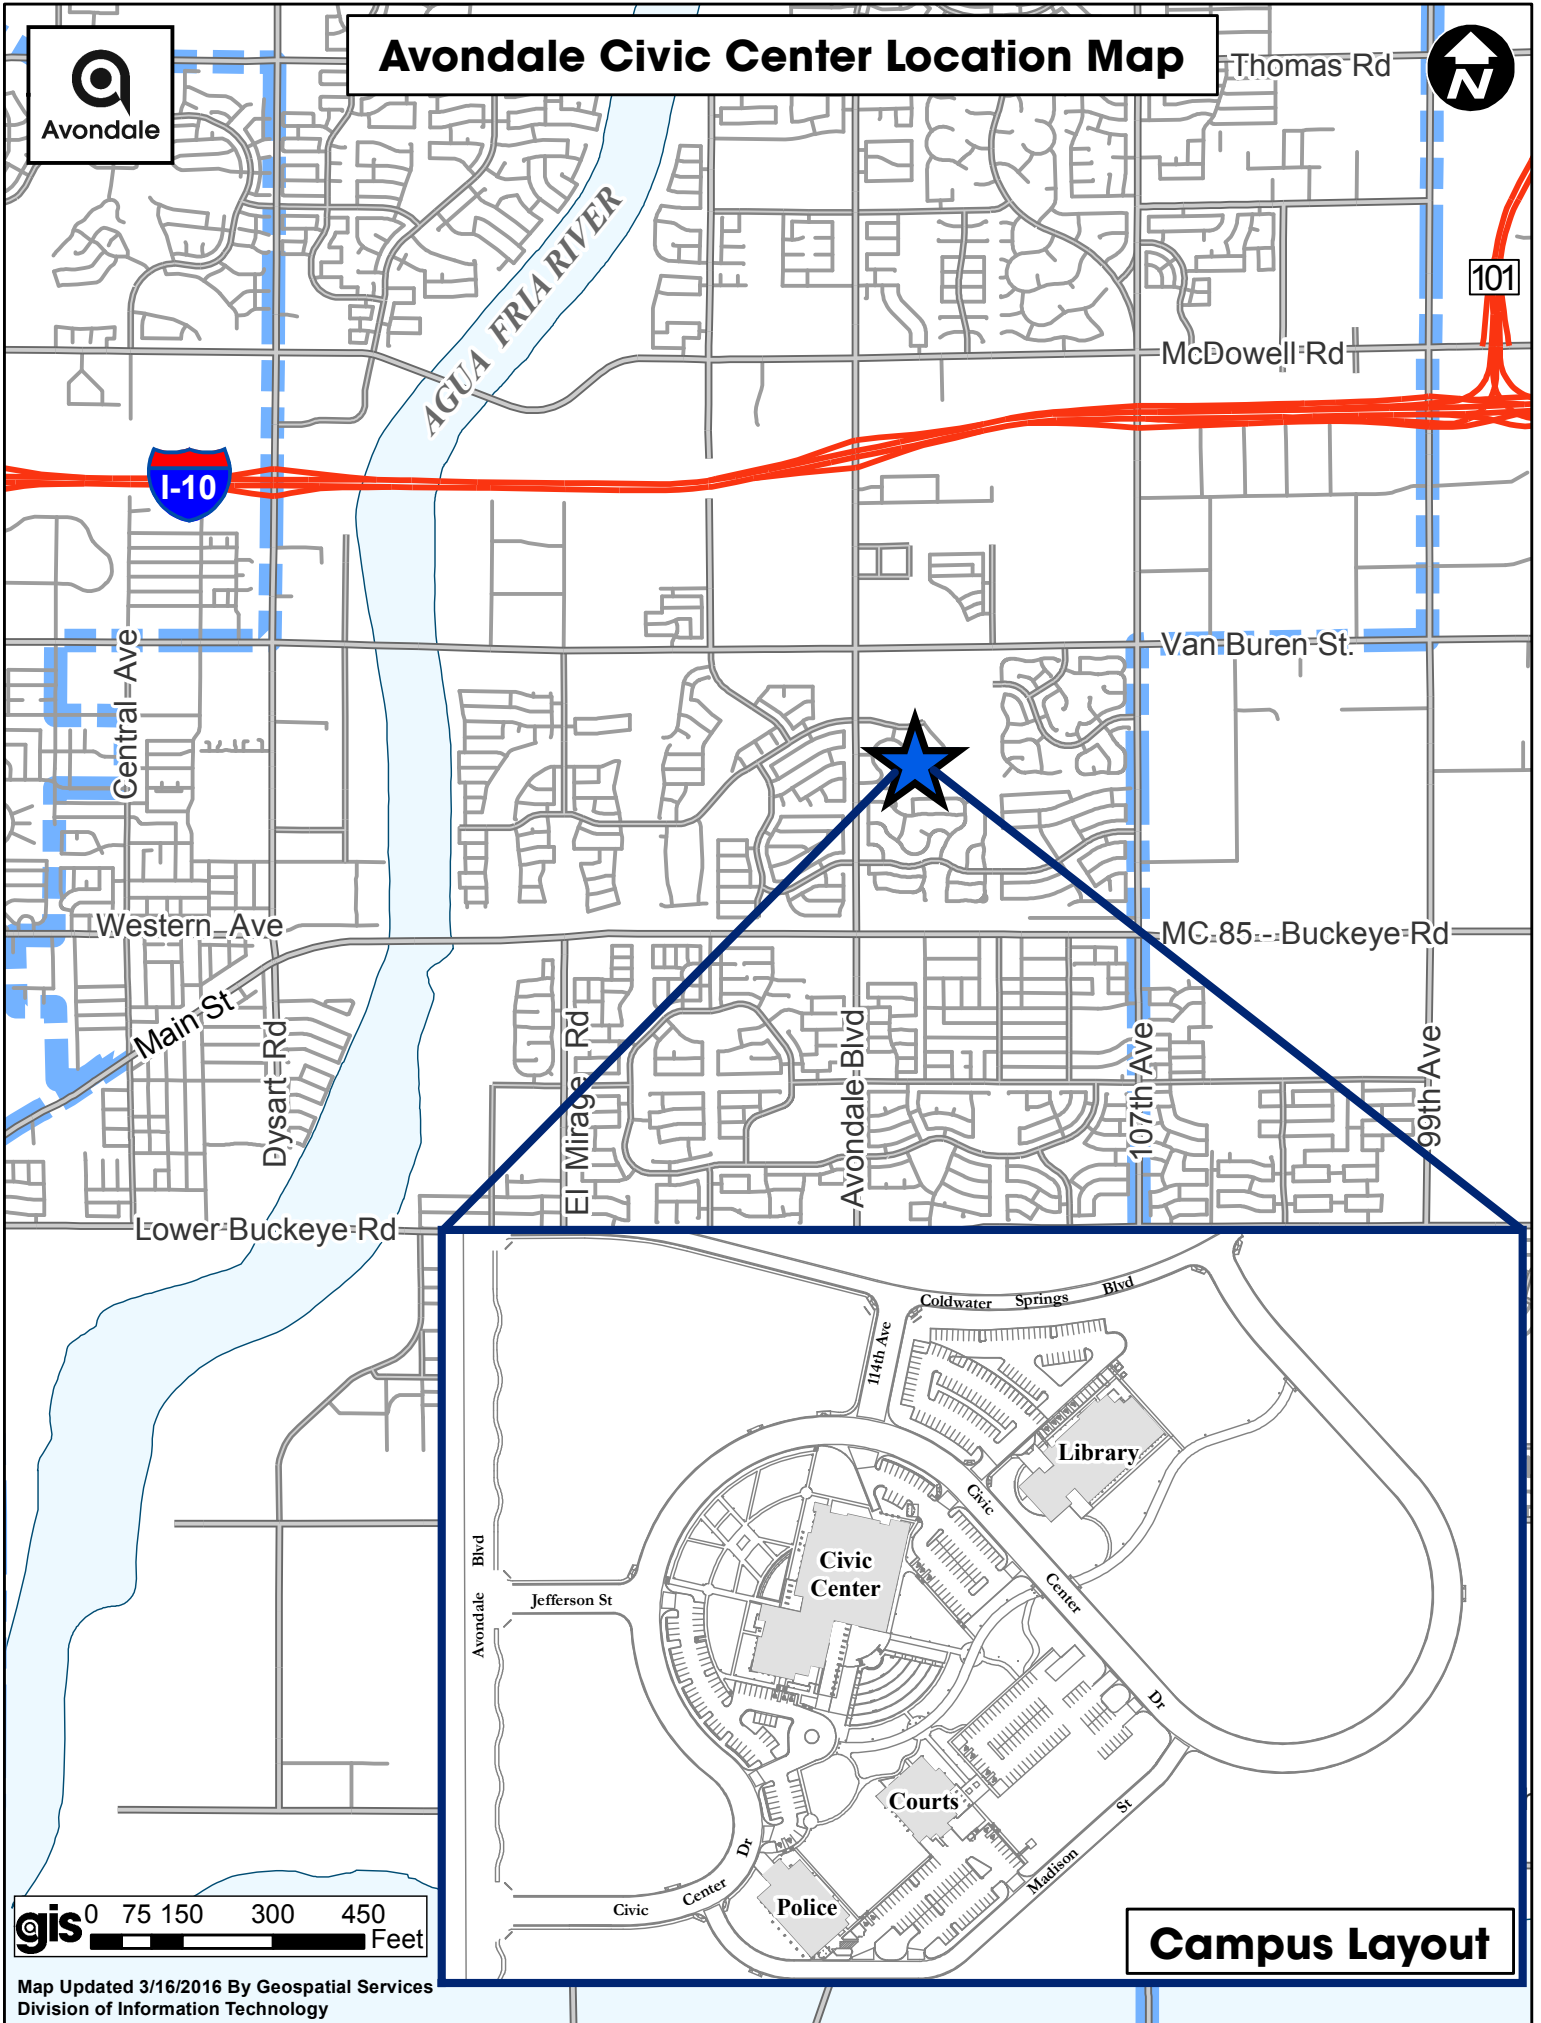 Avondale Civic Center Location Map
Avondale
N
Thomas Rd
101
AGUA FRIA RIVER
McDowell Rd
I-10
Van Buren St.
Central Ave
Western Ave
MC 85 - Buckeye Rd
Main St
Dysart Rd
El Mirage Rd
Avondale Blvd
107th Ave
99th Ave
Lower Buckeye Rd
Coldwater Springs Blvd
114th Ave
Library
Civic Center Dr
Civic
Center
Avondale Blvd
Jefferson St
Courts
Madison St
Police
Civic Center Dr
gis
0 75 150 300 450
Feet
Campus Layout
Map Updated 3/16/2016 By Geospatial Services
Division of Information Technology